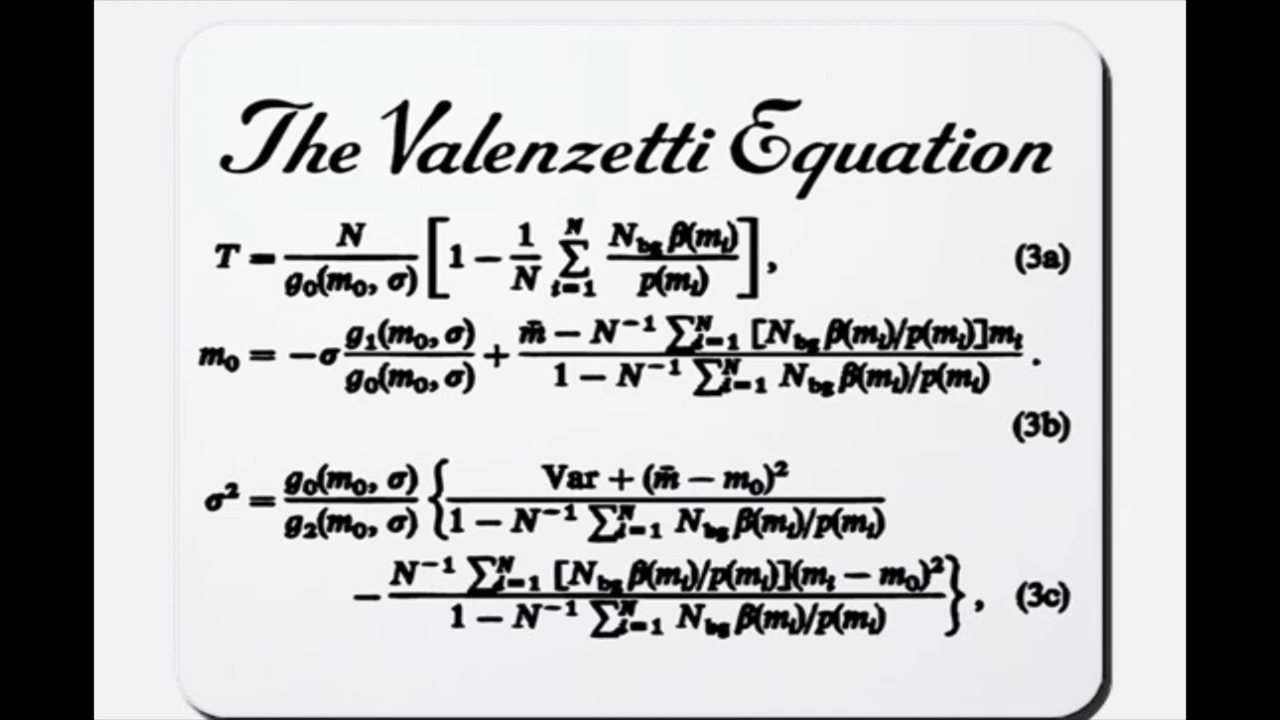 The Valenzetti Equation
T = N / g₀(m₀, σ) [1 − 1/N ∑ᵢ₌₁ᴺ N_bg β(mᵢ) / p(mᵢ)], (3a)
m₀ = −σ g₁(m₀, σ) / g₀(m₀, σ) + m̄ − N⁻¹ ∑ᵢ₌₁ᴺ [N_bg β(mᵢ)/p(mᵢ)]mᵢ / 1 − N⁻¹ ∑ᵢ₌₁ᴺ N_bg β(mᵢ)/p(mᵢ) .
(3b)
σ² = g₀(m₀, σ) / g₂(m₀, σ) { Var + (m̄ − m₀)² / 1 − N⁻¹ ∑ᵢ₌₁ᴺ N_bg β(mᵢ)/p(mᵢ)
− N⁻¹ ∑ᵢ₌₁ᴺ [N_bg β(mᵢ)/p(mᵢ)](mᵢ − m₀)² / 1 − N⁻¹ ∑ᵢ₌₁ᴺ N_bg β(mᵢ)/p(mᵢ) }, (3c)